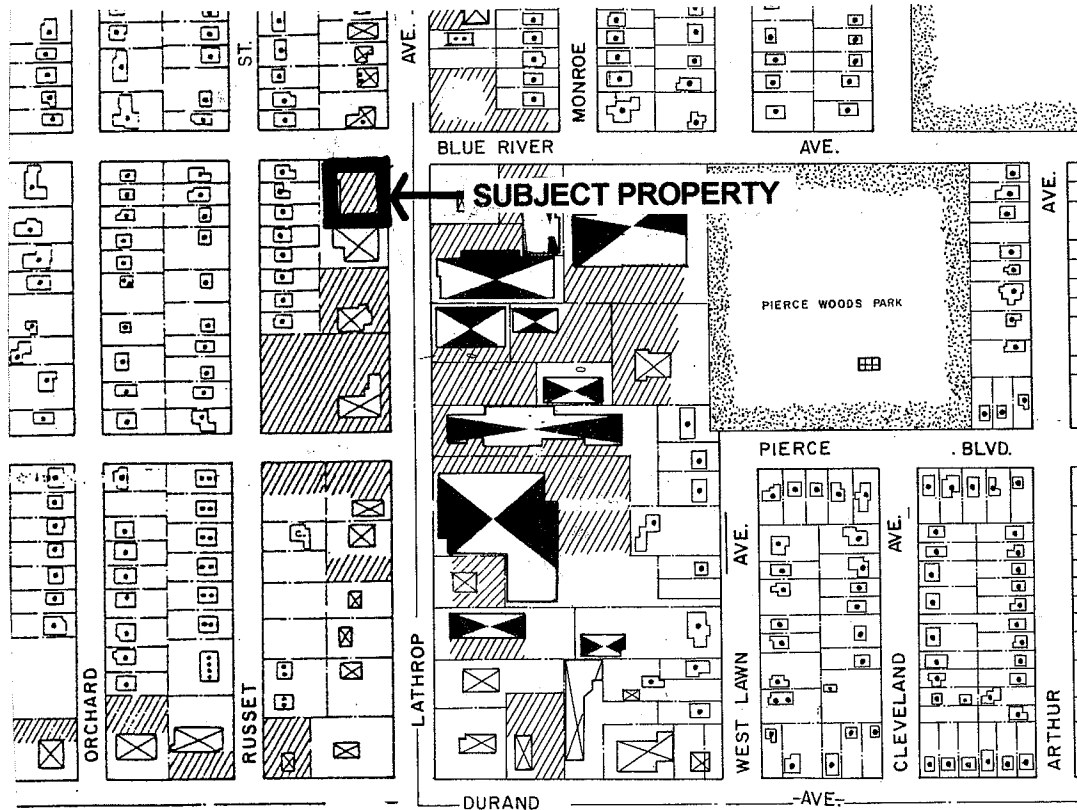 ST.
AVE.
MONROE
BLUE RIVER
AVE.
SUBJECT PROPERTY
AVE.
PIERCE WOODS PARK
PIERCE
BLVD.
AVE.
AVE.
ORCHARD
RUSSET
LATHROP
WEST LAWN
CLEVELAND
ARTHUR
DURAND
AVE.